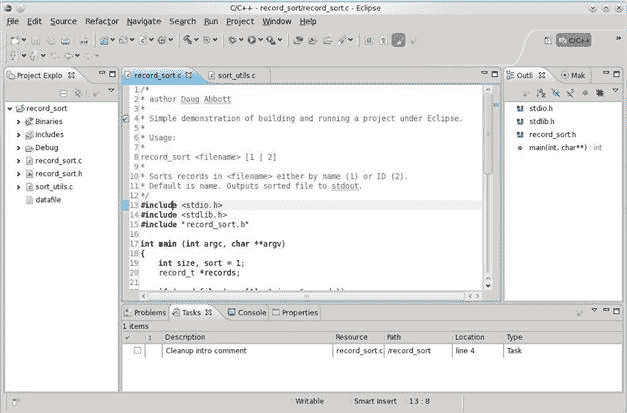 C/C++ - record_sort/record_sort.c - Eclipse
File Edit Source Refactor Navigate Search Run Project Window Help
C/C++
Project Explo
record_sort
Binaries
Includes
Debug
record_sort.c
record_sort.h
sort_utils.c
datafile
record_sort.c
sort_utils.c
1 /*
2 * author Doug Abbott
3 *
4 * Simple demonstration of building and running a project under Eclipse.
5 *
6 * Usage:
7 *
8 record_sort <filename> [1 | 2]
9 *
10 * Sorts records in <filename> either by name (1) or ID (2).
11 * Default is name. Outputs sorted file to stdout.
12 */
13 #include <stdio.h>
14 #include <stdlib.h>
15 #include "record_sort.h"
16
17 int main (int argc, char **argv)
18 {
19 int size, sort = 1;
20 record_t *records;
21
Outli
Mak
stdio.h
stdlib.h
record_sort.h
main(int, char**) : int
Problems
Tasks
Console
Properties
1 items
! Description Resource Path Location Type
Cleanup intro comment record_sort.c /record_sort line 4 Task
Writable Smart Insert 13 : 8